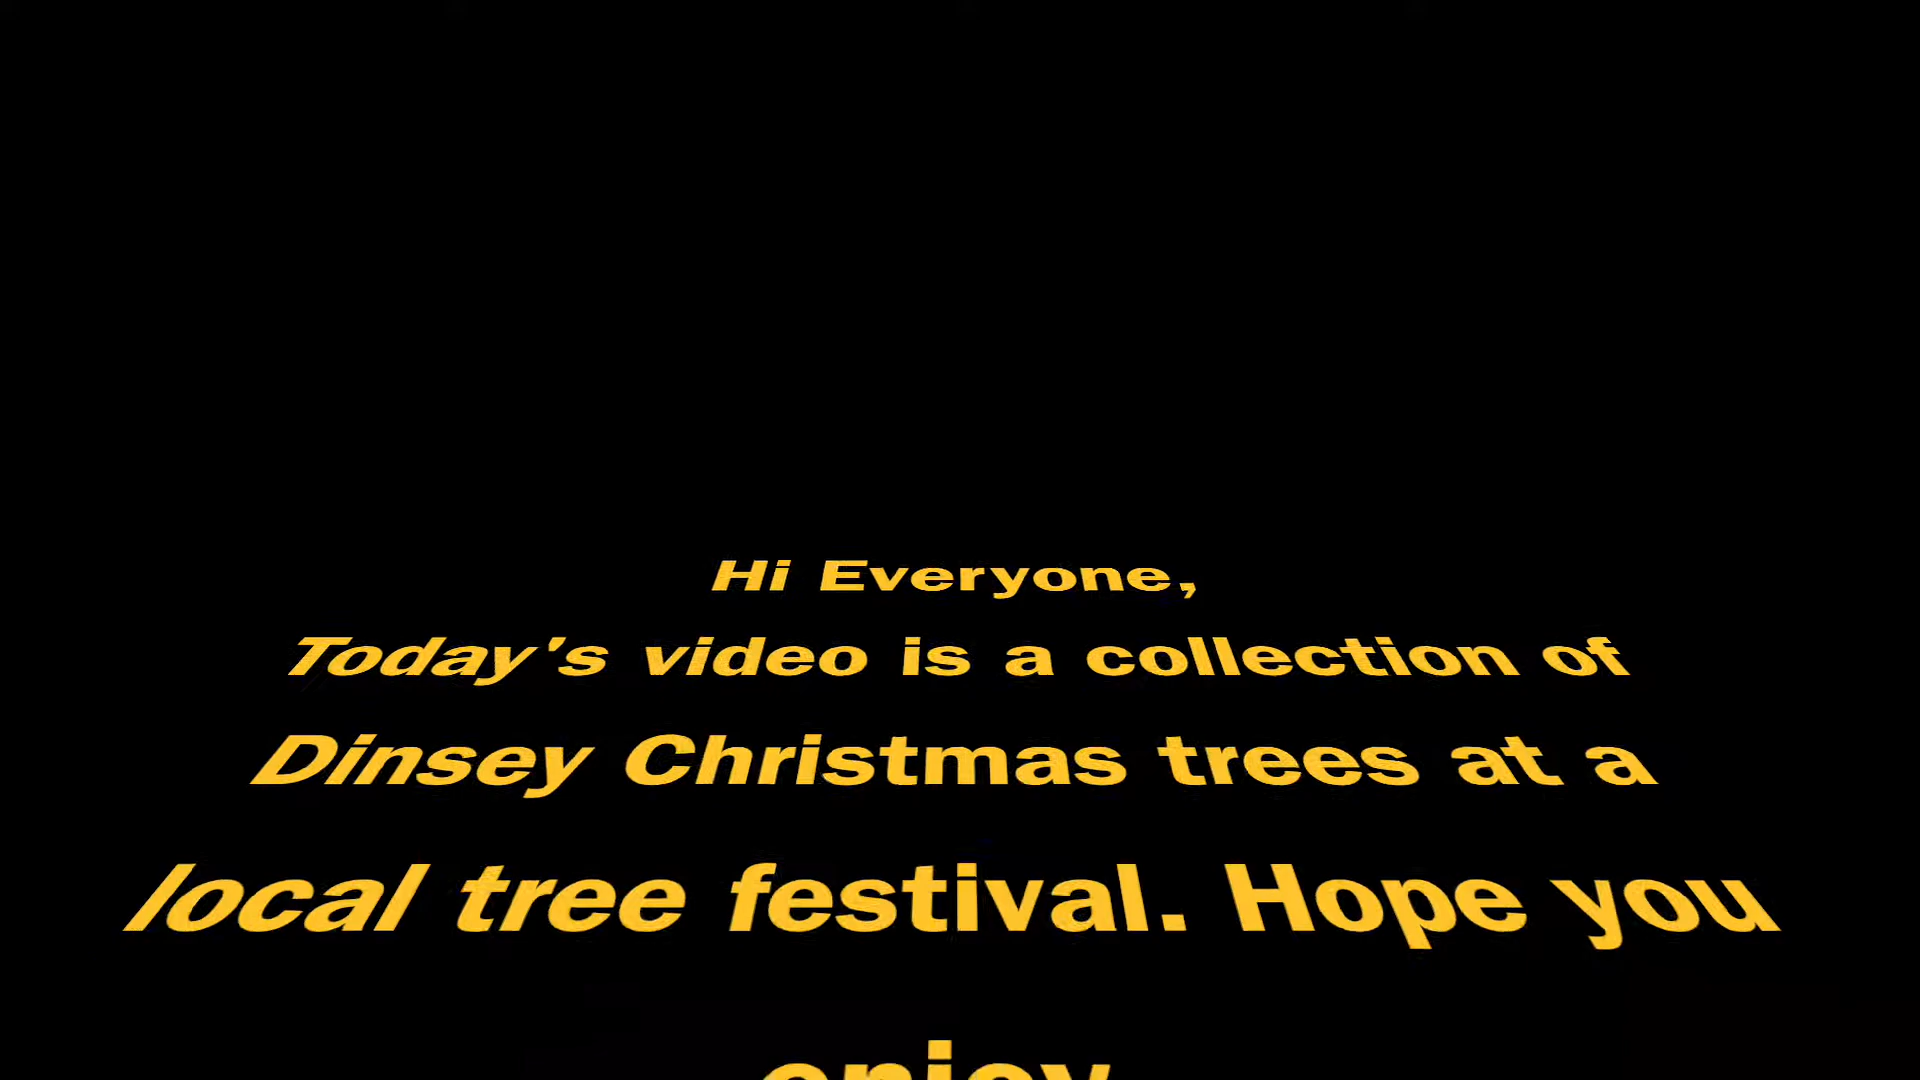 Hi Everyone,
Today's video is a collection of
Dinsey Christmas trees at a
local tree festival. Hope you
enjoy